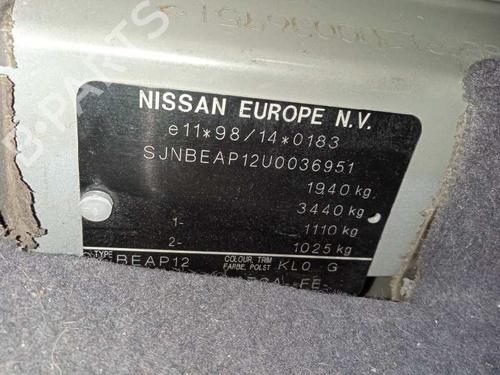 NISSAN EUROPE N.V.
e11*98/14*0183
SJNBEAP12U0036951
1940 kg
3440 kg
1- 1110 kg
2- 1025 kg
TYPE BEAP12 COLOUR, TRIM FARBE, POLST KL0 G